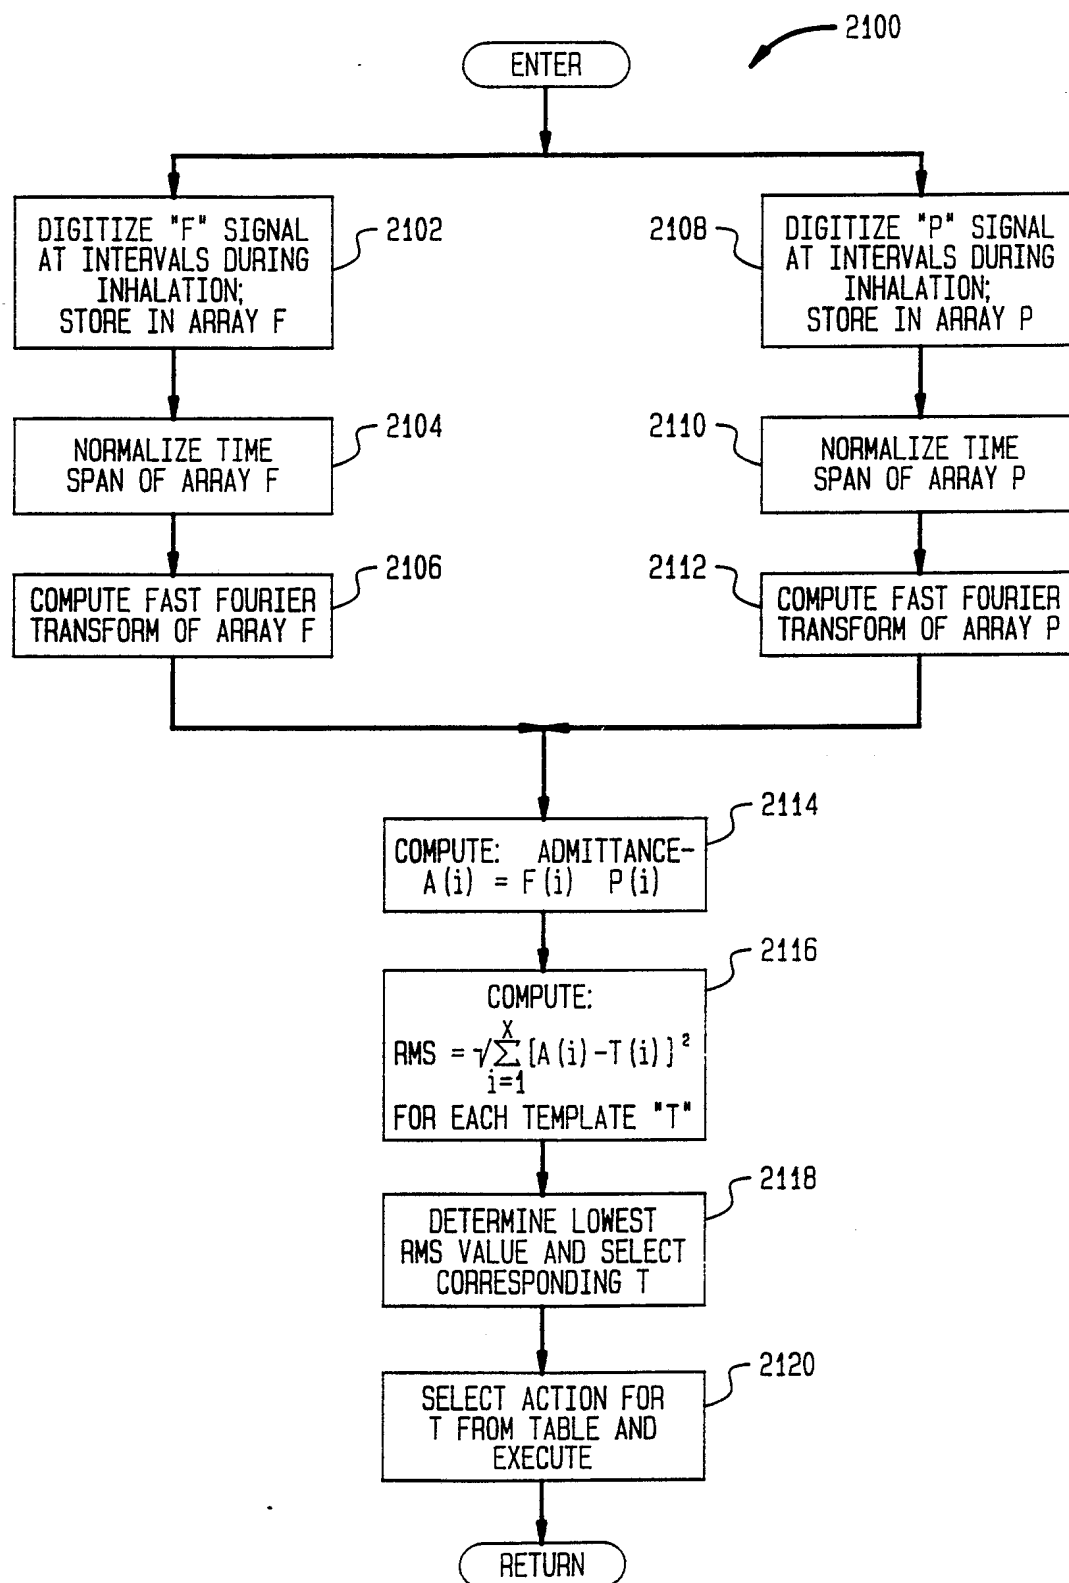 2100
ENTER
DIGITIZE "F" SIGNAL
AT INTERVALS DURING
INHALATION;
STORE IN ARRAY F
2102
2108
DIGITIZE "P" SIGNAL
AT INTERVALS DURING
INHALATION;
STORE IN ARRAY P
NORMALIZE TIME
SPAN OF ARRAY F
2104
2110
NORMALIZE TIME
SPAN OF ARRAY P
COMPUTE FAST FOURIER
TRANSFORM OF ARRAY F
2106
2112
COMPUTE FAST FOURIER
TRANSFORM OF ARRAY P
2114
COMPUTE: ADMITTANCE-
A(i) = F(i) P(i)
2116
COMPUTE:
X
RMS = √∑[A(i)-T(i)]²
i=1
FOR EACH TEMPLATE "T"
2118
DETERMINE LOWEST
RMS VALUE AND SELECT
CORRESPONDING T
2120
SELECT ACTION FOR
T FROM TABLE AND
EXECUTE
RETURN